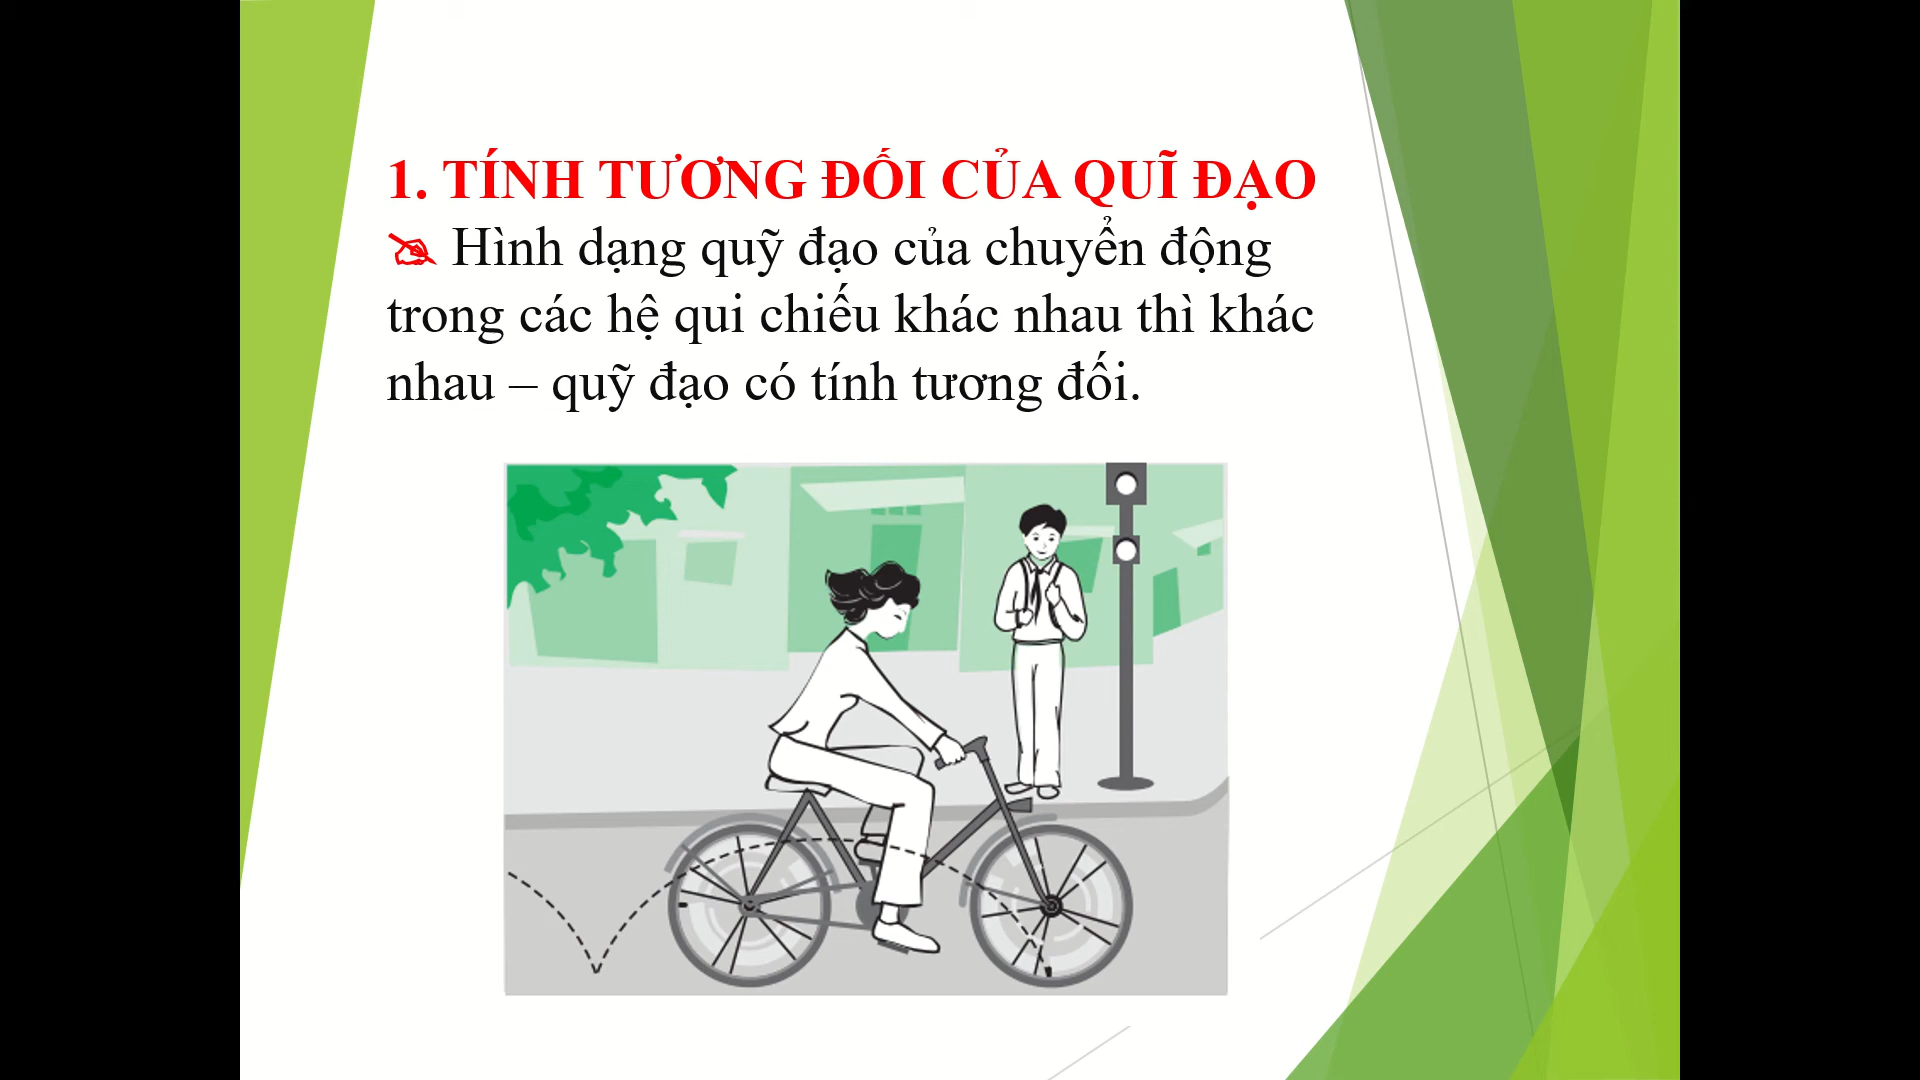 1. TÍNH TƯƠNG ĐỐI CỦA QUĨ ĐẠO
Hình dạng quỹ đạo của chuyển động
trong các hệ qui chiếu khác nhau thì khác
nhau – quỹ đạo có tính tương đối.